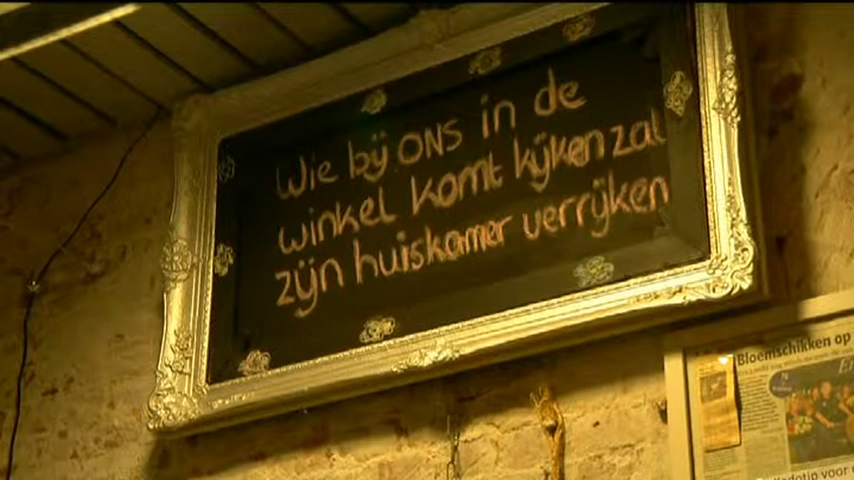 Wie bij ONS in de
winkel komt kijken zal
zijn huiskamer verrijken
Bloemschikken op